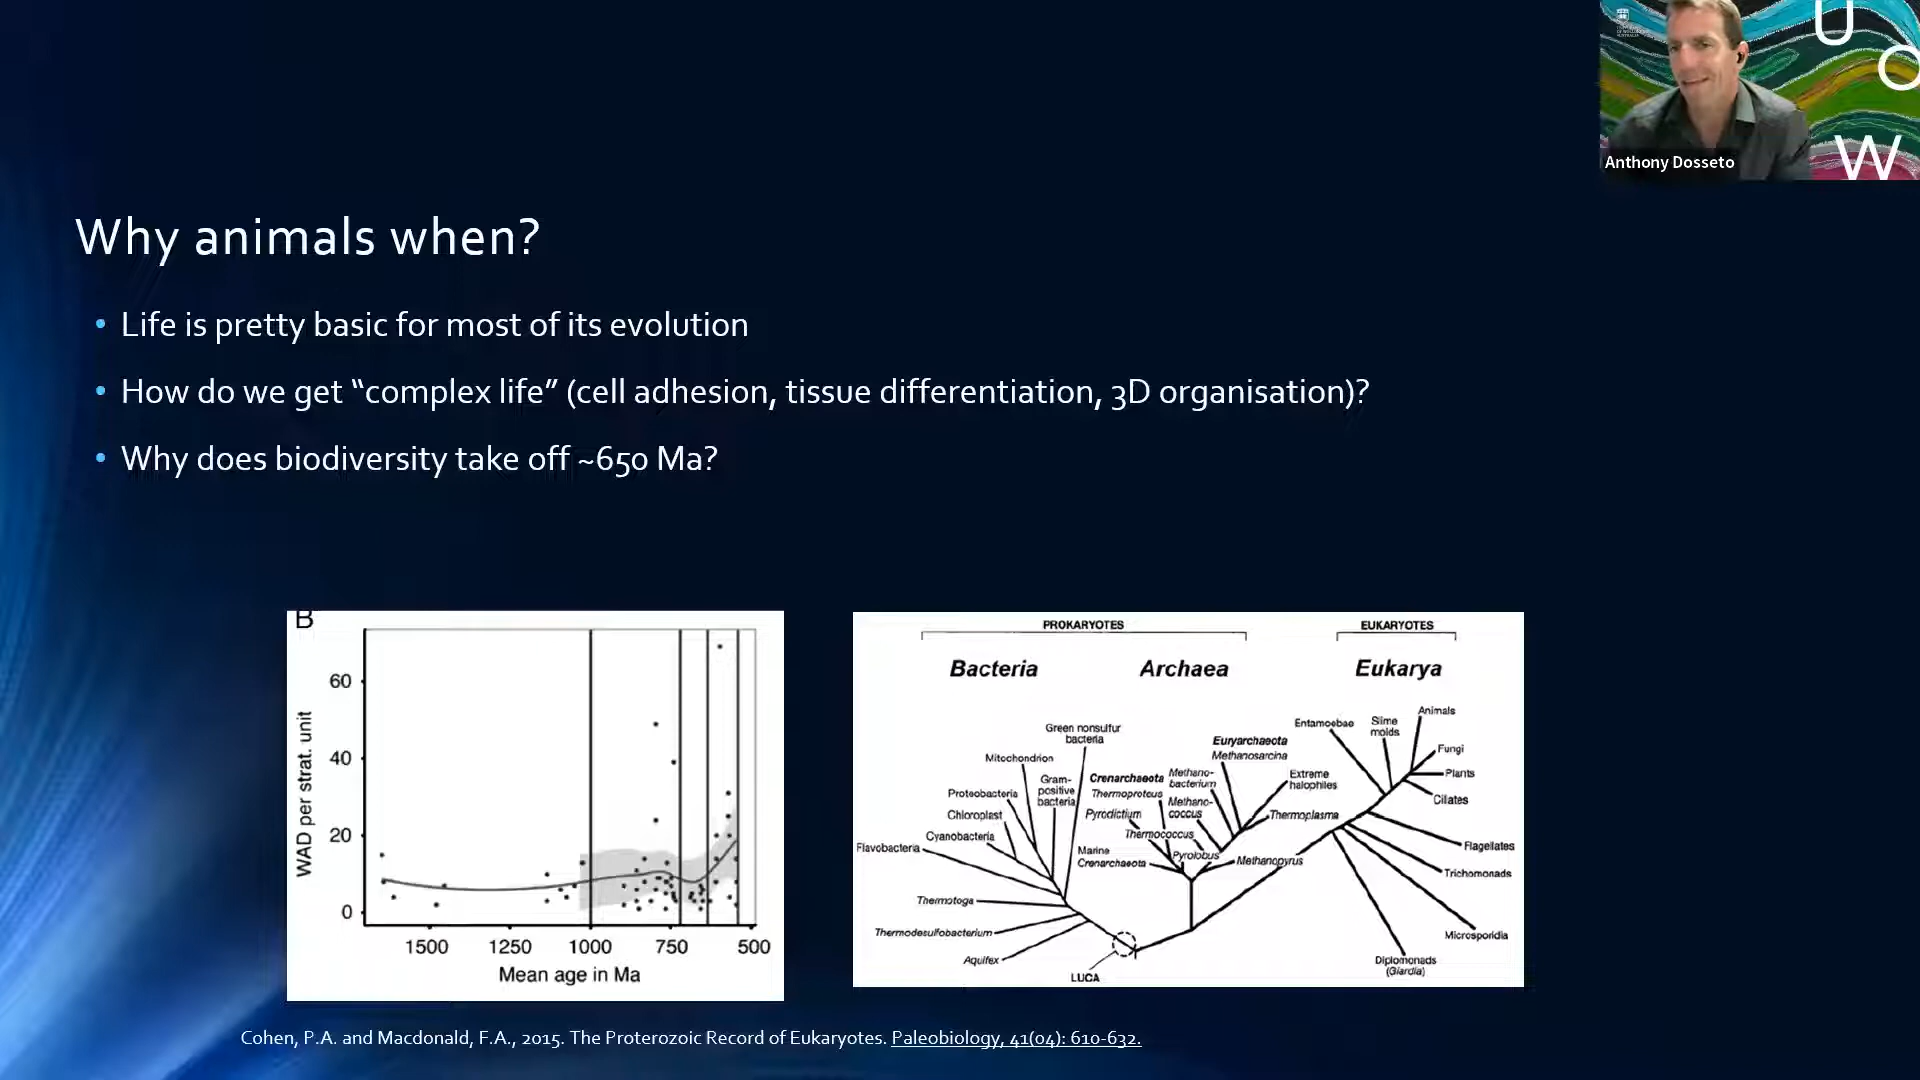 U
O
W
Anthony Dosseto
Why animals when?
• Life is pretty basic for most of its evolution
• How do we get “complex life” (cell adhesion, tissue differentiation, 3D organisation)?
• Why does biodiversity take off ~650 Ma?
B
WAD per strat. unit
60
40
20
0
1500 1250 1000 750 500
Mean age in Ma
PROKARYOTES EUKARYOTES
Bacteria Archaea Eukarya
Green nonsulfur
bacteria
Mitochondrion
Gram-
positive
bacteria
Proteobacteria
Chloroplast
Cyanobacteria
Flavobacteria
Thermotoga
Thermodesulfobacterium
Aquifex
LUCA
Euryarchaeota
Methanosarcina
Crenarchaeota
Thermoproteus
Methano-
bacterium
Extreme
halophiles
Pyrodictium
Methano-
coccus
Thermoplasma
Thermococcus
Marine
Crenarchaeota
Pyrolobus
Methanopyrus
Entamoebae
Slime
molds
Animals
Fungi
Plants
Ciliates
Flagellates
Trichomonads
Microsporidia
Diplomonads
(Giardia)
Cohen, P.A. and Macdonald, F.A., 2015. The Proterozoic Record of Eukaryotes. Paleobiology, 41(04): 610-632.